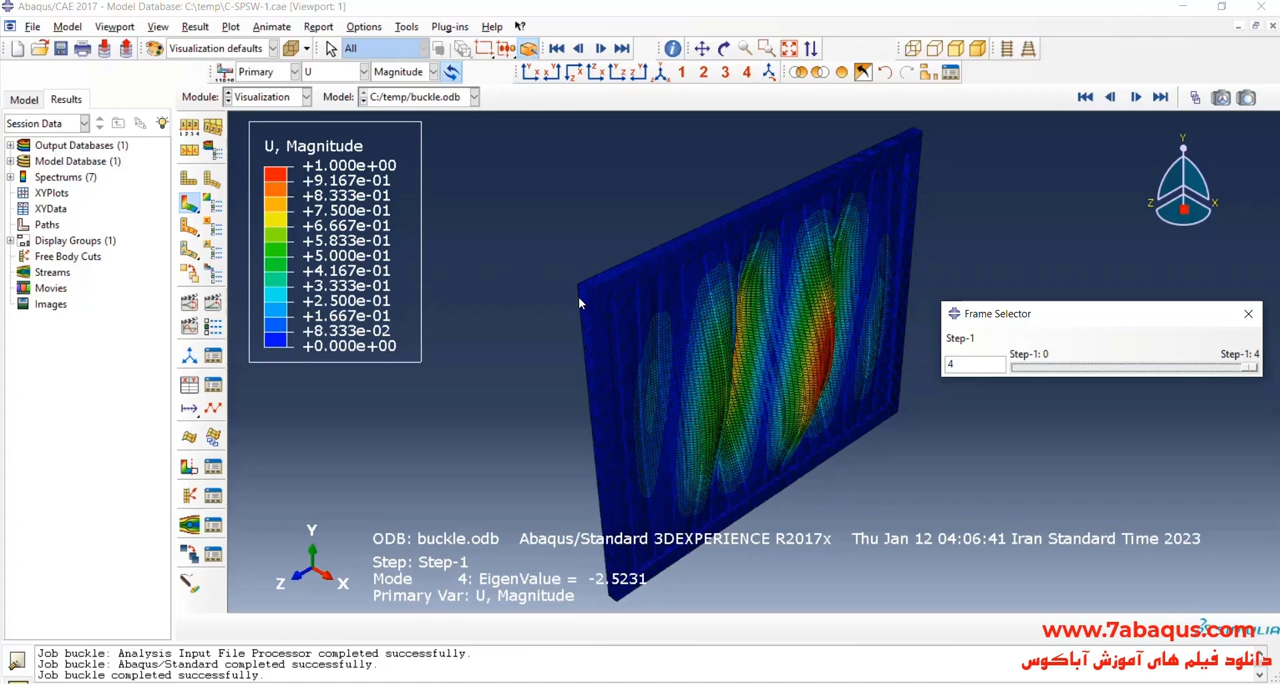 Abaqus/CAE 2017 - Model Database: C:\temp\C-SPSW-1.cae [Viewport: 1]
File Model Viewport View Result Plot Animate Report Options Tools Plug-ins Help
Visualization defaults All
Primary U Magnitude 1 2 3 4
Model Results Module: Visualization Model: C:/temp/buckle.odb
Session Data
Output Databases (1)
Model Database (1)
Spectrums (7)
XYPlots
XYData
Paths
Display Groups (1)
Free Body Cuts
Streams
Movies
Images
U, Magnitude
+1.000e+00
+9.167e-01
+8.333e-01
+7.500e-01
+6.667e-01
+5.833e-01
+5.000e-01
+4.167e-01
+3.333e-01
+2.500e-01
+1.667e-01
+8.333e-02
+0.000e+00
Y
Z X
Frame Selector
Step-1
Step-1: 0 Step-1: 4
4
Y
Z X
ODB: buckle.odb Abaqus/Standard 3DEXPERIENCE R2017x Thu Jan 12 04:06:41 Iran Standard Time 2023
Step: Step-1
Mode 4: EigenValue = -2.5231
Primary Var: U, Magnitude
www.7abaqus.com
دانلود فیلم های آموزش آباکوس
Job buckle: Analysis Input File Processor completed successfully.
Job buckle: Abaqus/Standard completed successfully.
Job buckle completed successfully.